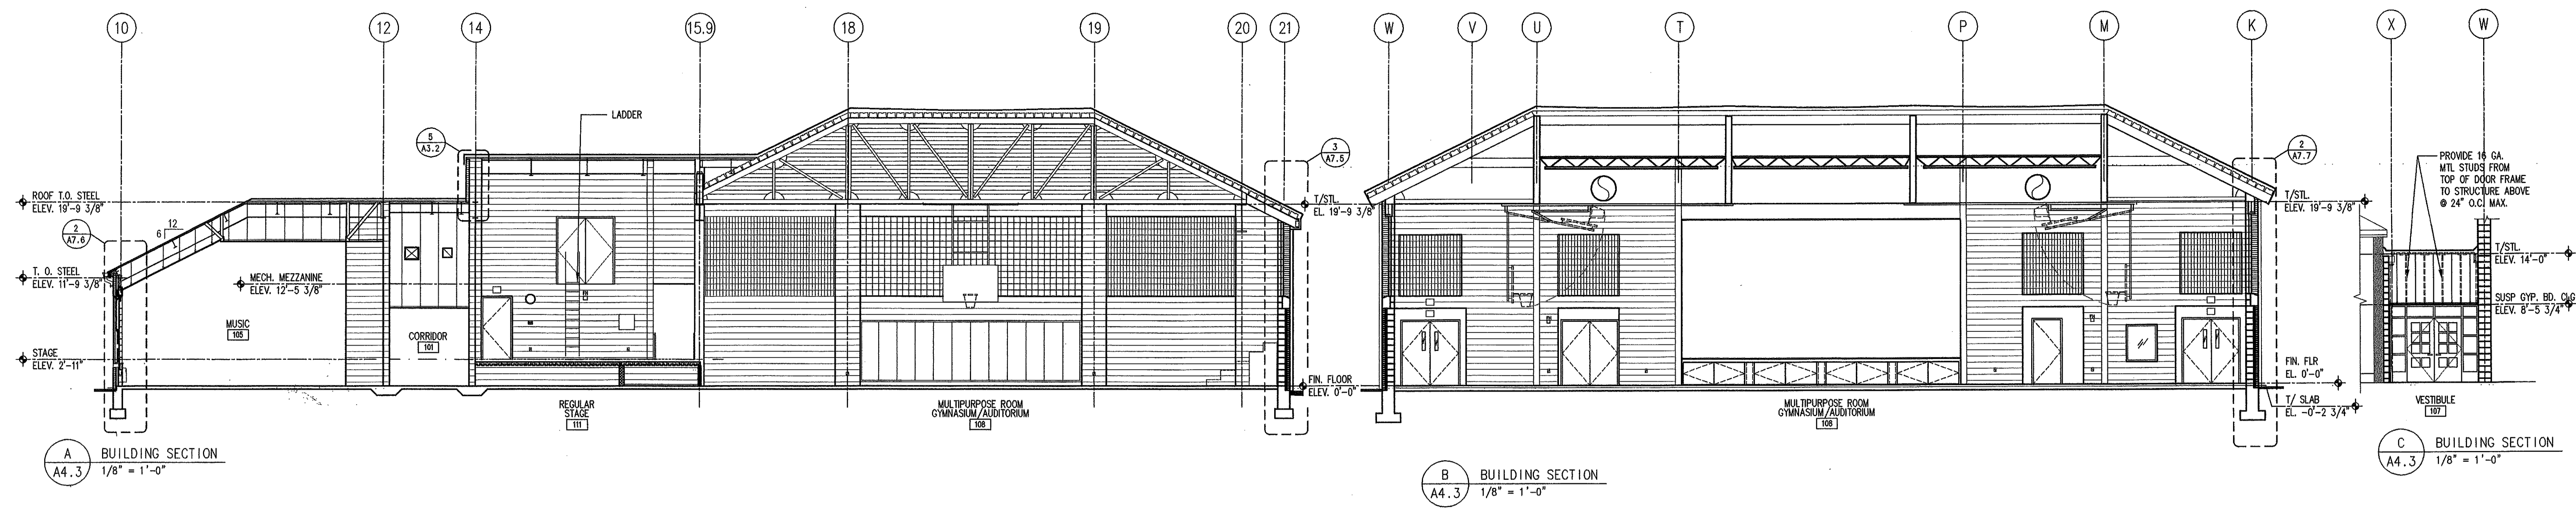 10 12 14 15.9 18 19 20 21
W V U T P M K
X W
LADDER
5
A3.2
3
A7.5
2
A7.7
PROVIDE 16 GA.
MTL STUDS FROM
TOP OF DOOR FRAME
TO STRUCTURE ABOVE
@ 24" O.C. MAX.
ROOF T.O. STEEL
ELEV. 19'-9 3/8"
2
A7.6
12
6
T. O. STEEL
ELEV. 11'-9 3/8"
MECH. MEZZANINE
ELEV. 12'-5 3/8"
MUSIC
105
CORRIDOR
101
STAGE
ELEV. 2'-11"
REGULAR
STAGE
111
MULTIPURPOSE ROOM
GYMNASIUM/AUDITORIUM
108
T/STL.
EL. 19'-9 3/8"
FIN. FLOOR
ELEV. 0'-0"
A
A4.3
BUILDING SECTION
1/8" = 1'-0"
MULTIPURPOSE ROOM
GYMNASIUM/AUDITORIUM
108
T/STL.
ELEV. 19'-9 3/8"
FIN. FLR
EL. 0'-0"
T/ SLAB
EL. -0'-2 3/4"
B
A4.3
BUILDING SECTION
1/8" = 1'-0"
T/STL.
ELEV. 14'-0"
SUSP GYP. BD. CLG
ELEV. 8'-5 3/4"
VESTIBULE
107
C
A4.3
BUILDING SECTION
1/8" = 1'-0"